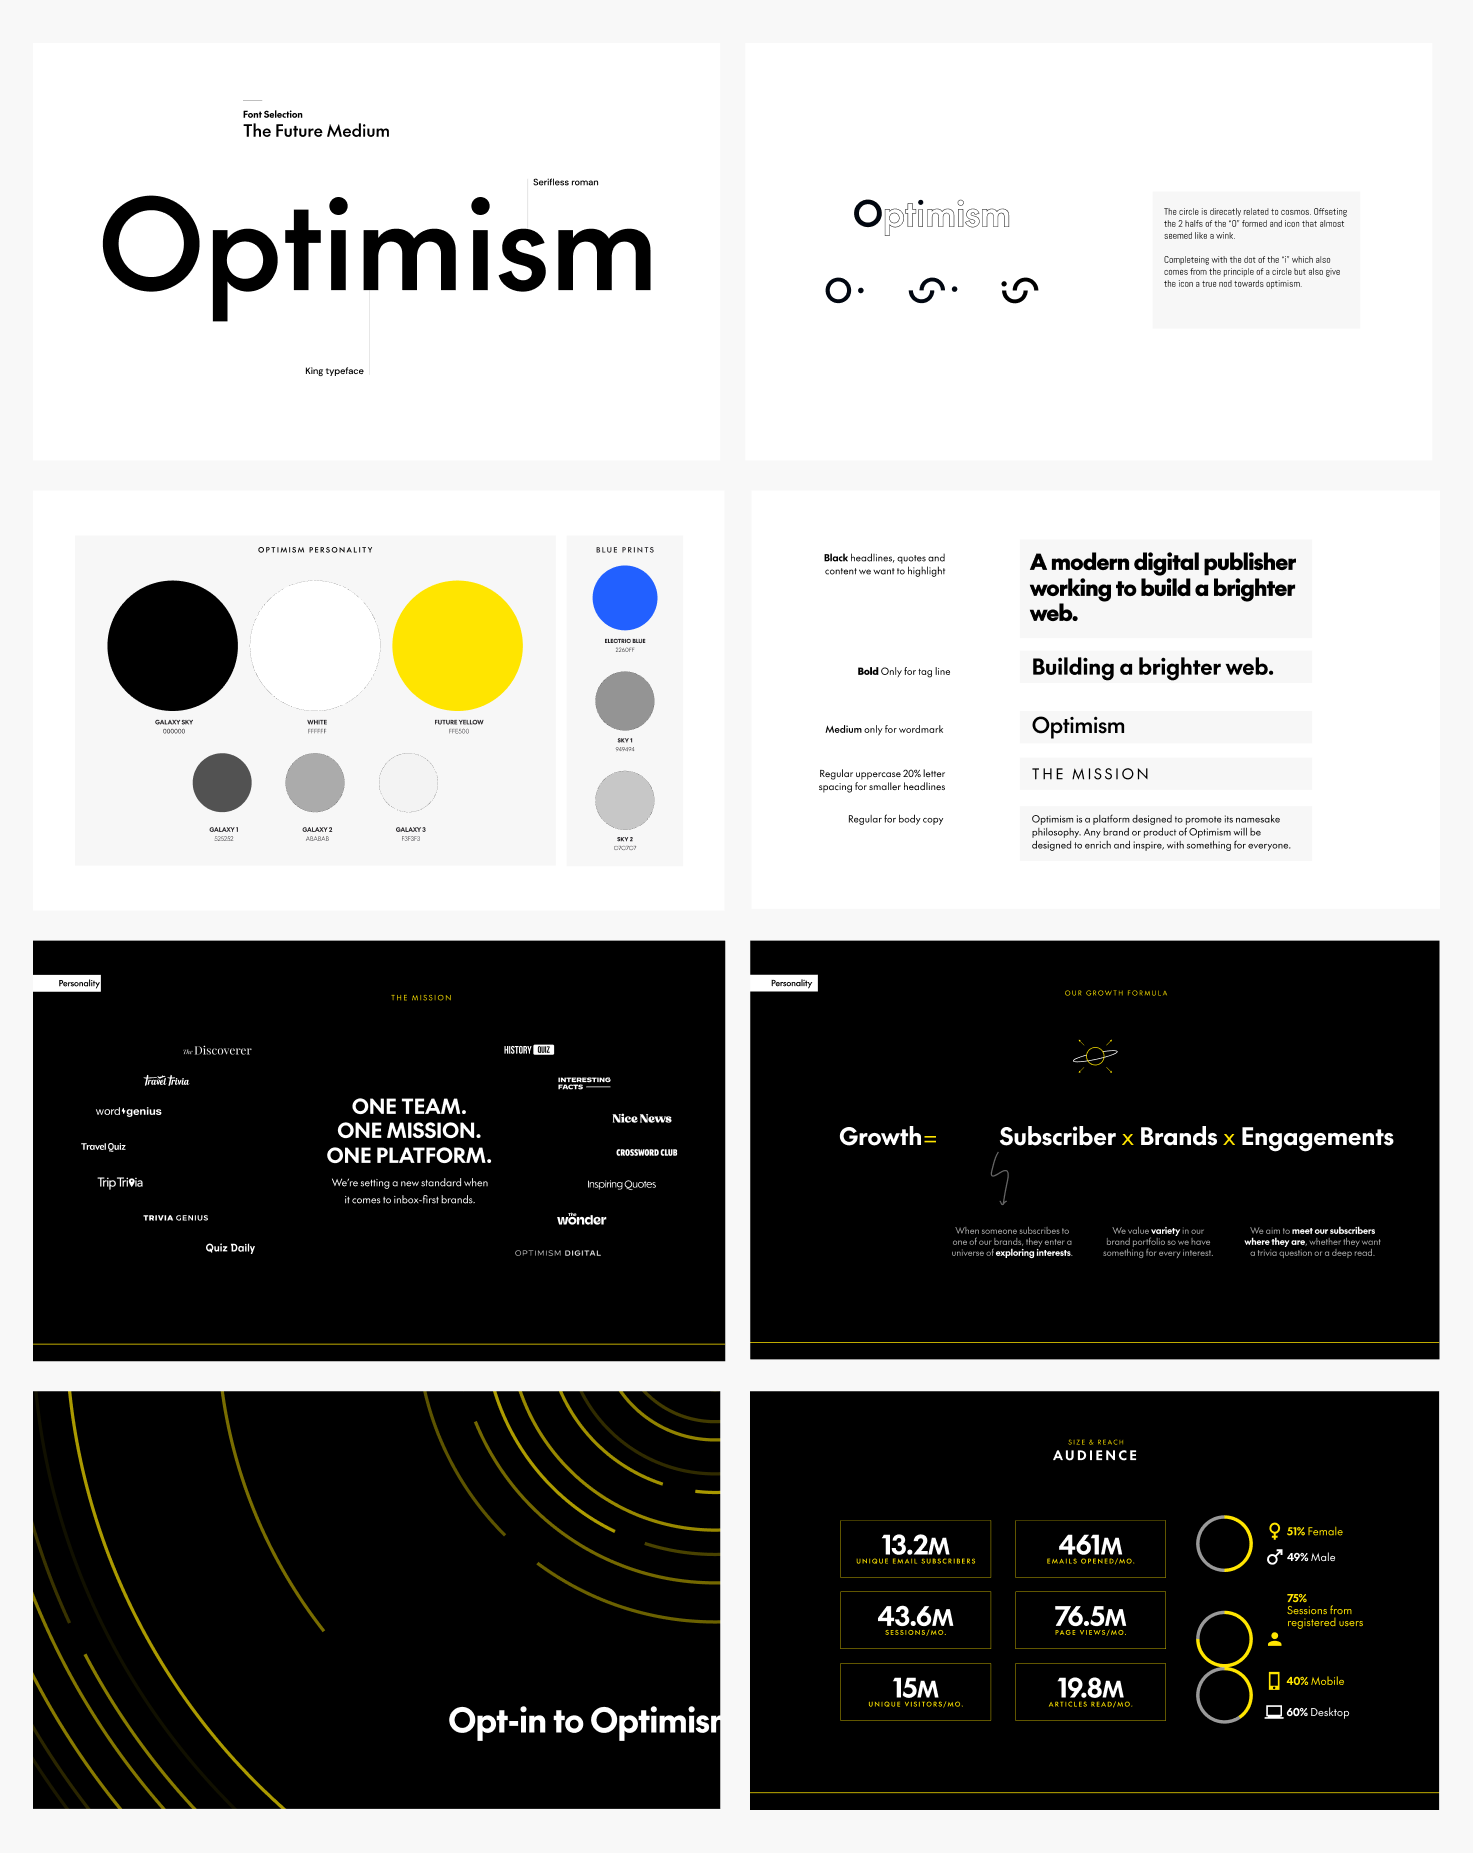 Font Selection
The Future Medium
Serifless roman
Optimism
King typeface
Optimism
The circle is direcatly related to cosmos. Offseting
the 2 halfs of the "O" formed and icon that almost
seemed like a wink.
Completeing with the dot of the "i" which also
comes from the principle of a circle but also give
the icon a true nod towards optimism.
OPTIMISM PERSONALITY
GALAXY SKY
000000
WHITE
FFFFFF
FUTURE YELLOW
FFE500
GALAXY 1
525252
GALAXY 2
ABABAB
GALAXY 3
F3F3F3
BLUE PRINTS
ELECTRIC BLUE
2260FF
SKY 1
949494
SKY 2
C7C7C7
Black headlines, quotes and
content we want to highlight
A modern digital publisher
working to build a brighter
web.
Bold Only for tag line
Building a brighter web.
Medium only for wordmark
Optimism
Regular uppercase 20% letter
spacing for smaller headlines
THE MISSION
Regular for body copy
Optimism is a platform designed to promote its namesake
philosophy. Any brand or product of Optimism will be
designed to enrich and inspire, with something for everyone.
Personality
THE MISSION
The Discoverer
Travel Trivia
word genius
Travel Quiz
Trip Trivia
TRIVIA GENIUS
Quiz Daily
ONE TEAM.
ONE MISSION.
ONE PLATFORM.
We're setting a new standard when
it comes to inbox-first brands.
HISTORY QUIZ
INTERESTING
FACTS
Nice News
CROSSWORD CLUB
Inspiring Quotes
The
wonder
OPTIMISM DIGITAL
Personality
OUR GROWTH FORMULA
Growth= Subscriber x Brands x Engagements
When someone subscribes to
one of our brands, they enter a
universe of exploring interests.
We value variety in our
brand portfolio so we have
something for every interest.
We aim to meet our subscribers
where they are, whether they want
a trivia question or a deep read.
Opt-in to Optimisr
SIZE & REACH
AUDIENCE
13.2M
UNIQUE EMAIL SUBSCRIBERS
461M
EMAILS OPENED/MO.
43.6M
SESSIONS/MO.
76.5M
PAGE VIEWS/MO.
15M
UNIQUE VISITORS/MO.
19.8M
ARTICLES READ/MO.
51% Female
49% Male
75%
Sessions from
registered users
40% Mobile
60% Desktop